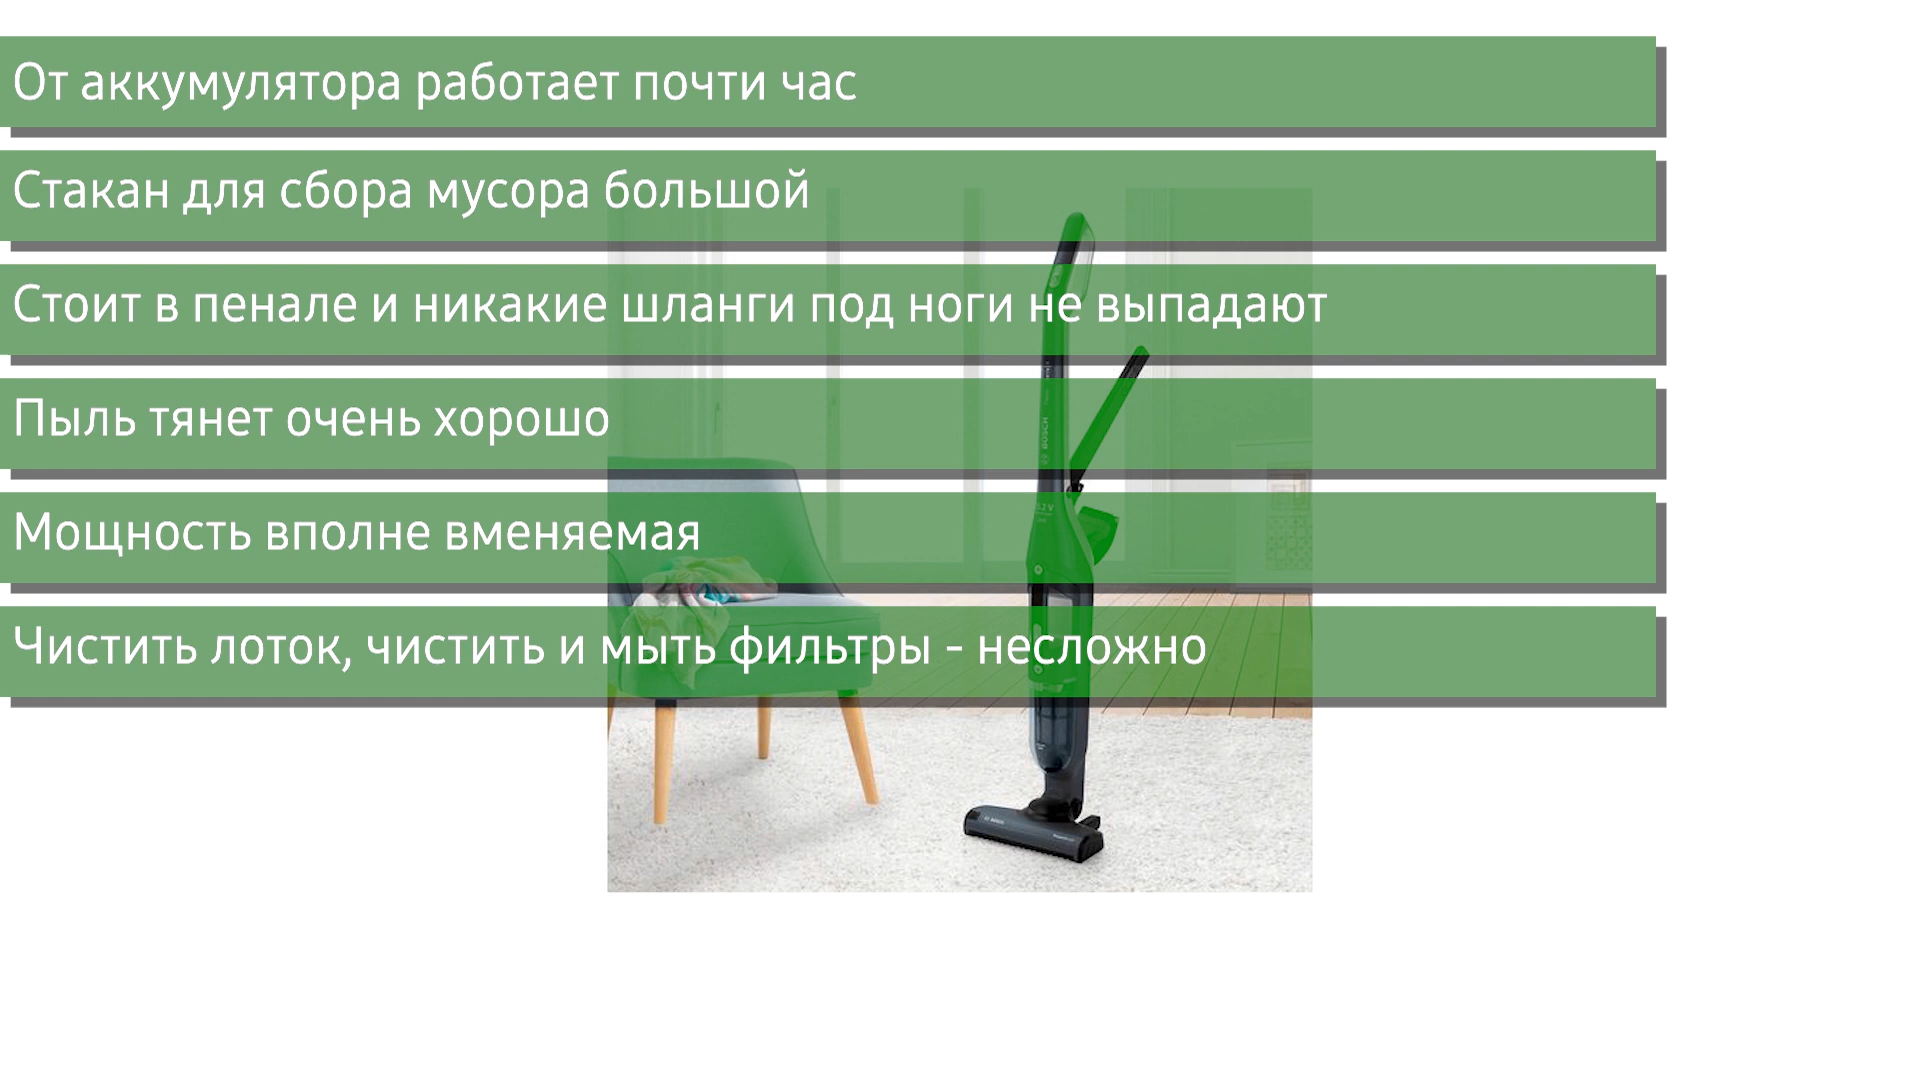 От аккумулятора работает почти час
Стакан для сбора мусора большой
Стоит в пенале и никакие шланги под ноги не выпадают
Пыль тянет очень хорошо
BOSCH
Мощность вполне вменяемая
Чистить лоток, чистить и мыть фильтры - несложно